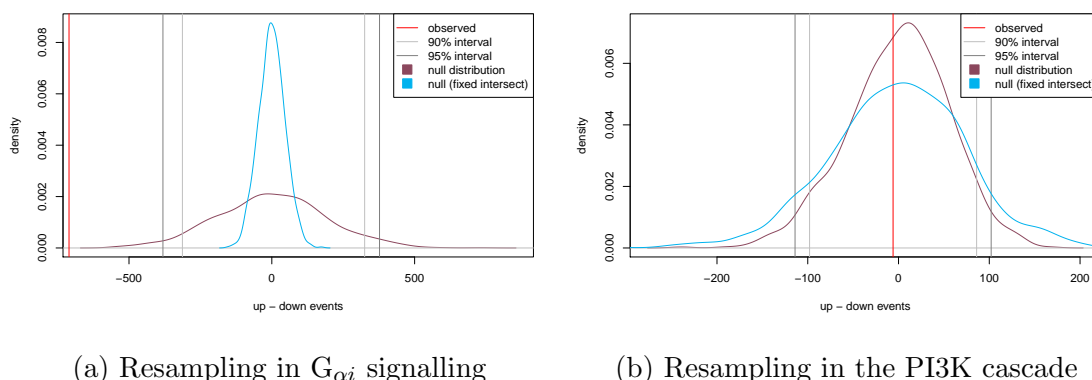 0.000 0.002 0.004 0.006 0.008
density
−500 0 500
up − down events
observed
90% interval
95% interval
null distribution
null (fixed intersect)
0.000 0.002 0.004 0.006
density
−200 −100 0 100 200
up − down events
observed
90% interval
95% interval
null distribution
null (fixed intersect
(a) Resampling in Gαi signalling
(b) Resampling in the PI3K cascade